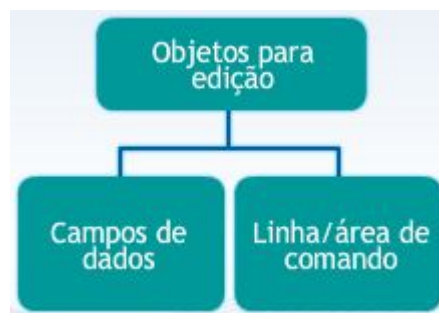 Objetos para
edição
Campos de
dados
Linha/área de
comando